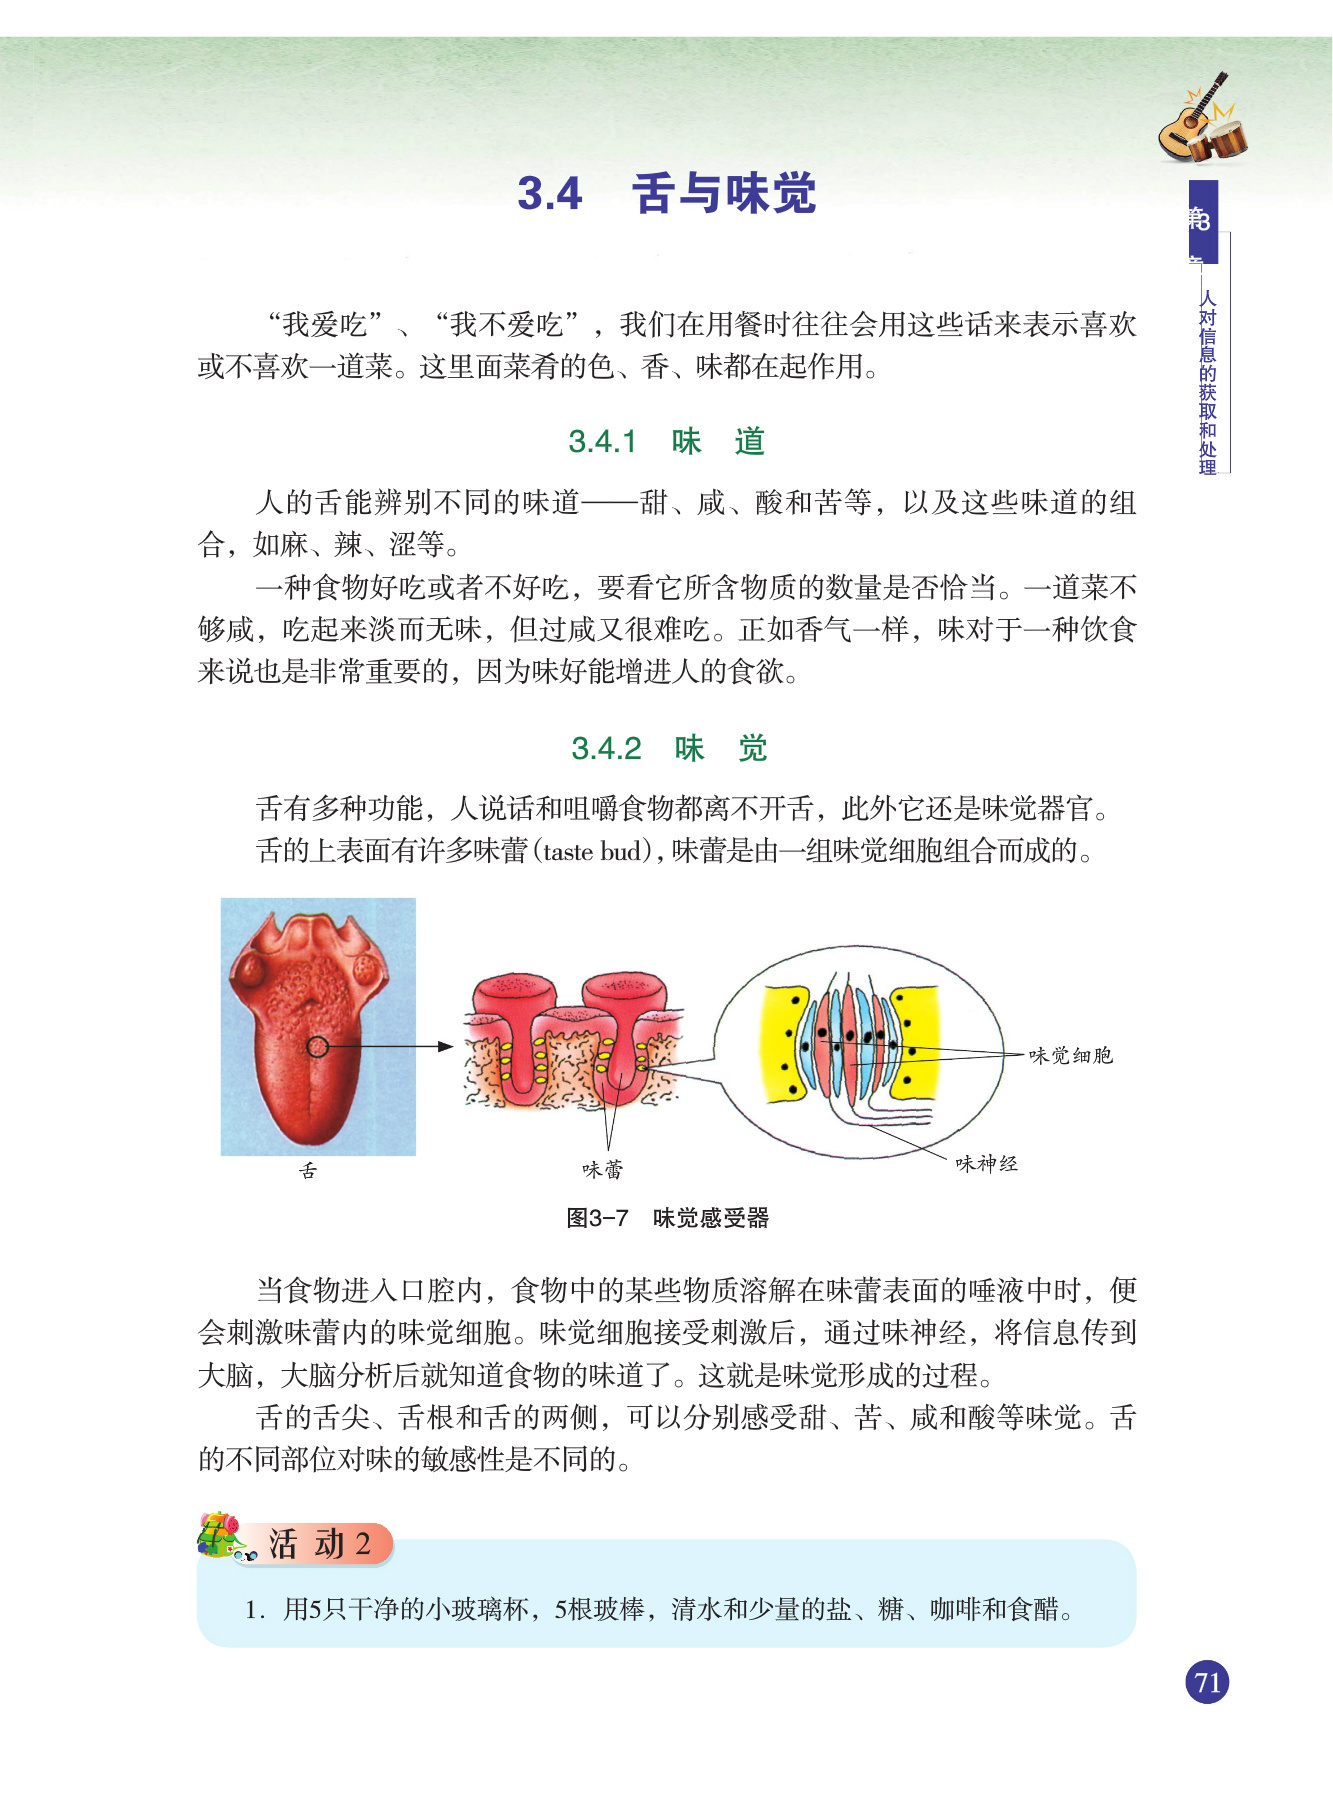 3.4 舌与味觉
第3章
人对信息的获取和处理
“我爱吃”、“我不爱吃”，我们在用餐时往往会用这些话来表示喜欢
或不喜欢一道菜。这里面菜肴的色、香、味都在起作用。
3.4.1 味 道
人的舌能辨别不同的味道——甜、咸、酸和苦等，以及这些味道的组
合，如麻、辣、涩等。
一种食物好吃或者不好吃，要看它所含物质的数量是否恰当。一道菜不
够咸，吃起来淡而无味，但过咸又很难吃。正如香气一样，味对于一种饮食
来说也是非常重要的，因为味好能增进人的食欲。
3.4.2 味 觉
舌有多种功能，人说话和咀嚼食物都离不开舌，此外它还是味觉器官。
舌的上表面有许多味蕾（taste bud），味蕾是由一组味觉细胞组合而成的。
味觉细胞
味神经
舌
味蕾
图3-7 味觉感受器
当食物进入口腔内，食物中的某些物质溶解在味蕾表面的唾液中时，便
会刺激味蕾内的味觉细胞。味觉细胞接受刺激后，通过味神经，将信息传到
大脑，大脑分析后就知道食物的味道了。这就是味觉形成的过程。
舌的舌尖、舌根和舌的两侧，可以分别感受甜、苦、咸和酸等味觉。舌
的不同部位对味的敏感性是不同的。
活 动 2
1. 用5只干净的小玻璃杯，5根玻棒，清水和少量的盐、糖、咖啡和食醋。
71